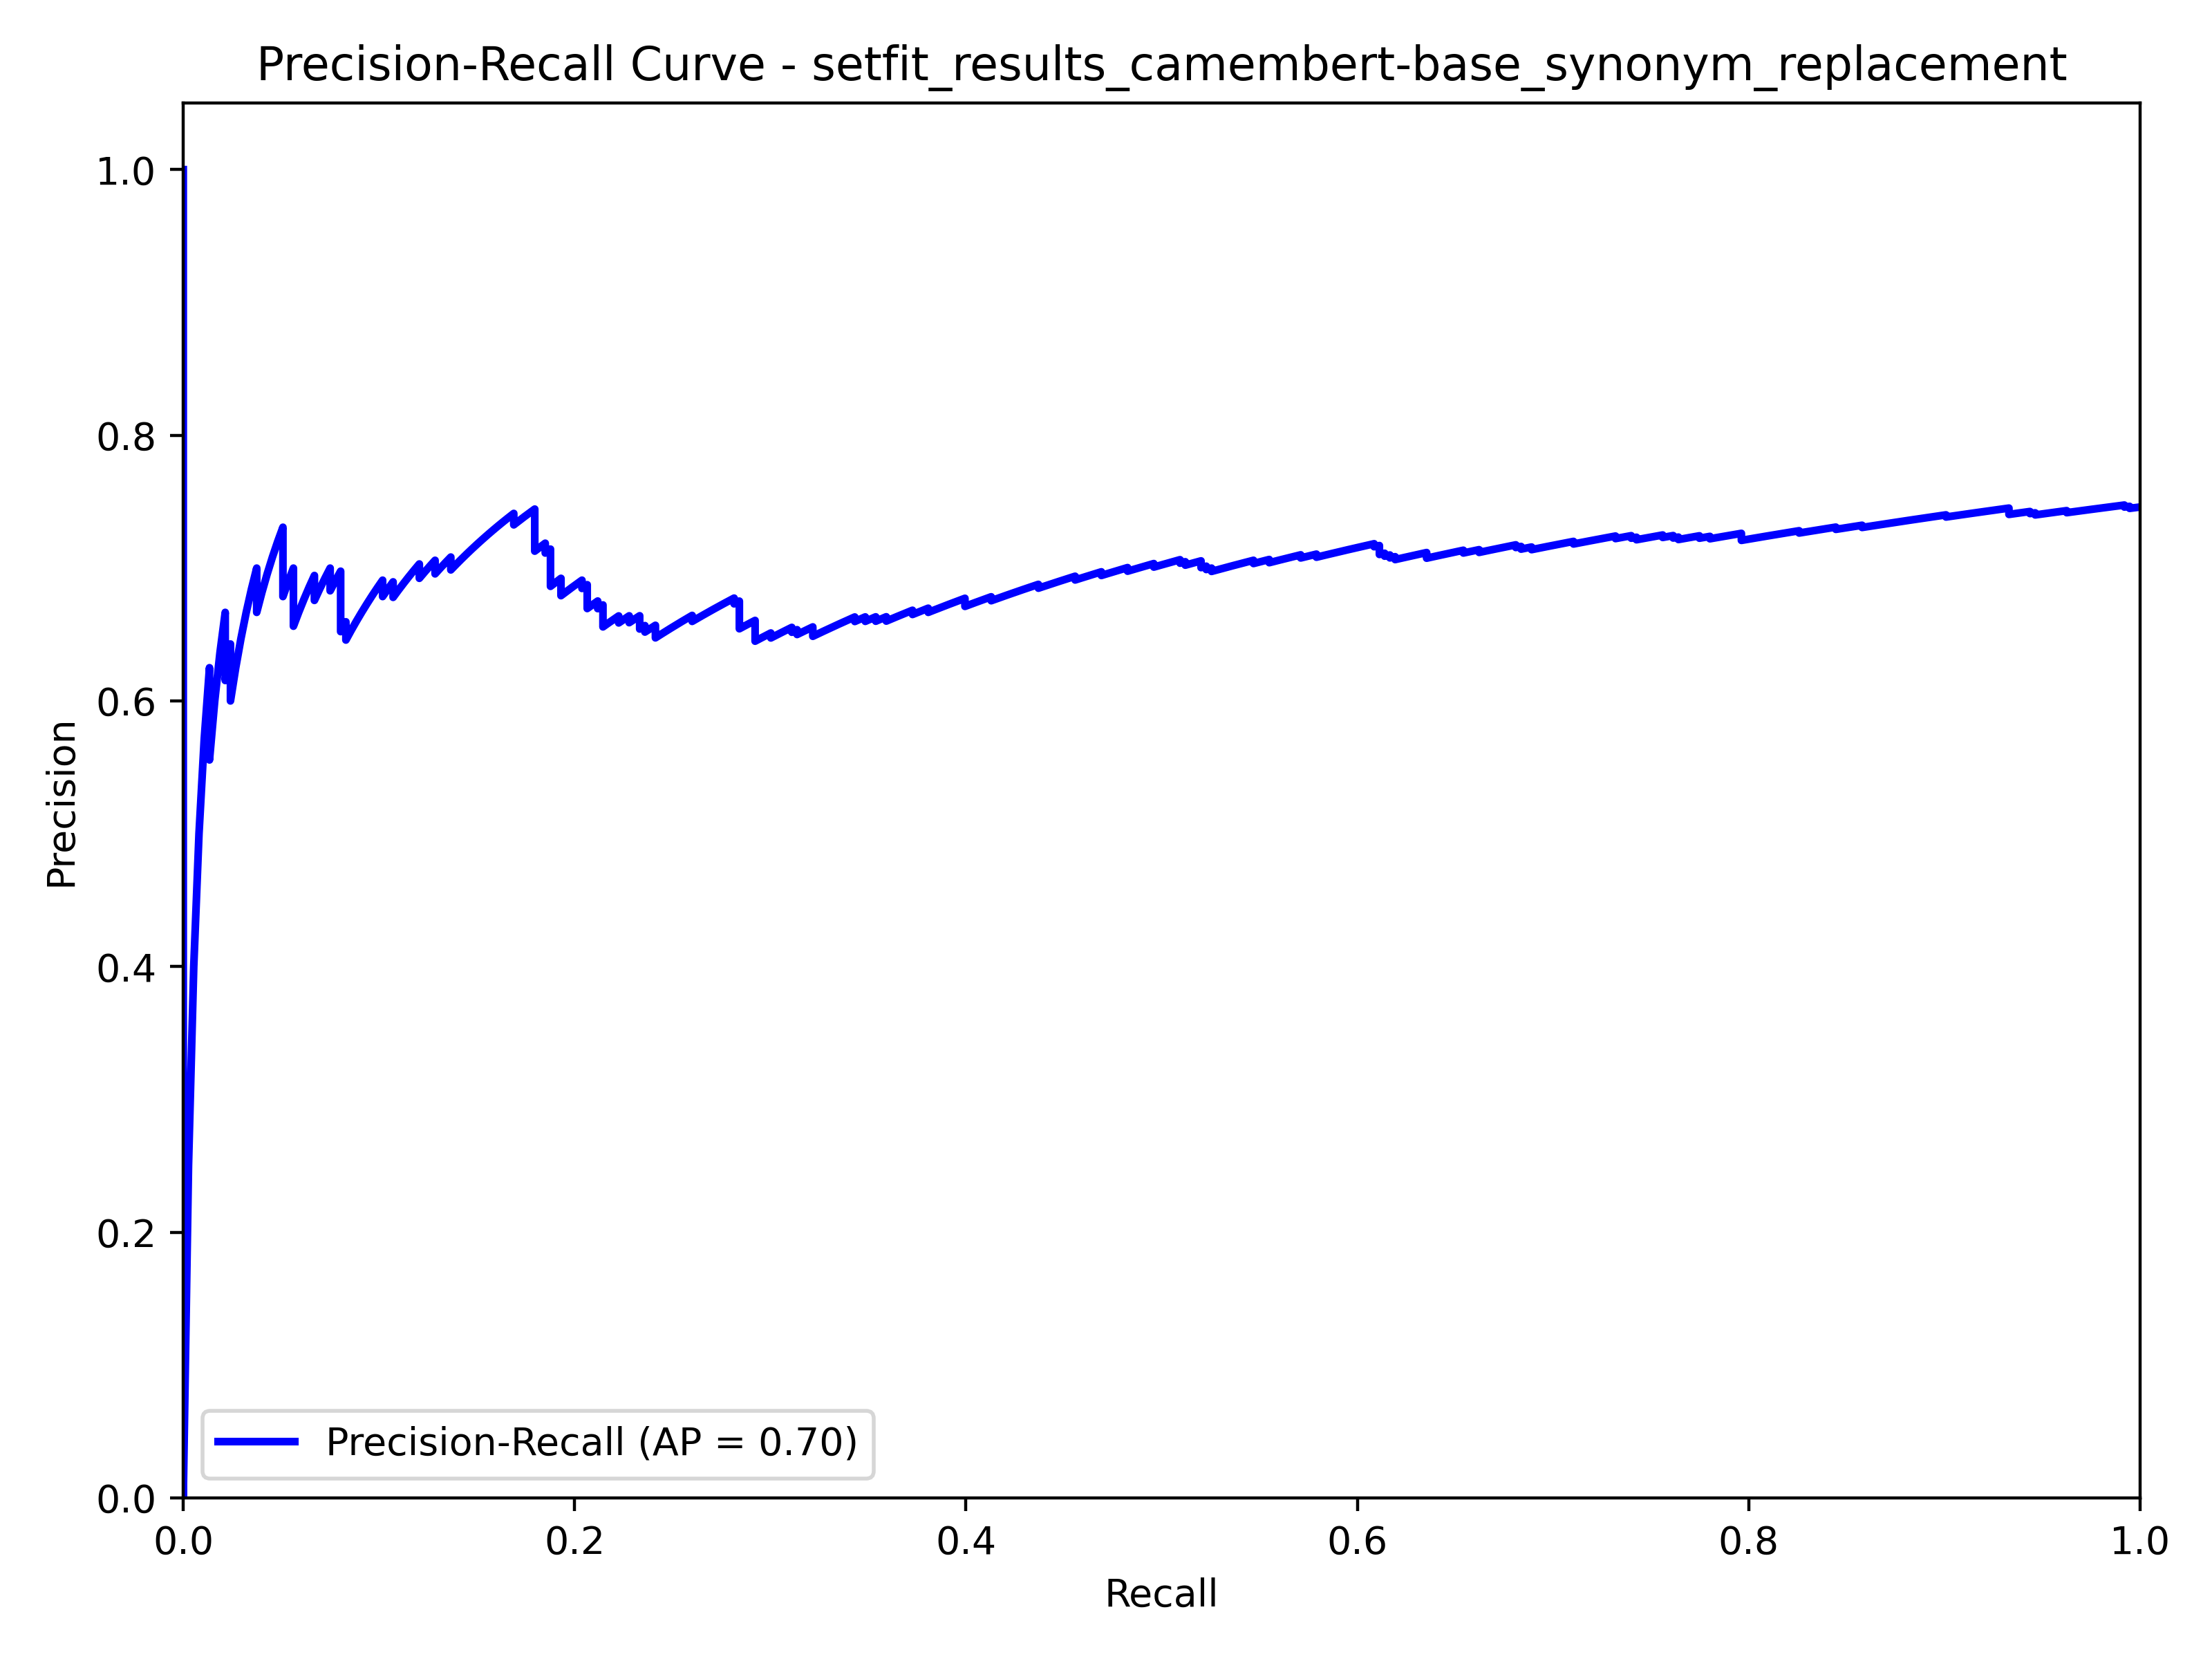 Precision-Recall Curve - setfit_results_camembert-base_synonym_replacement
1.0
0.8
0.6
0.4
0.2
0.0
Precision
Precision-Recall (AP = 0.70)
0.0 0.2 0.4 0.6 0.8 1.0
Recall